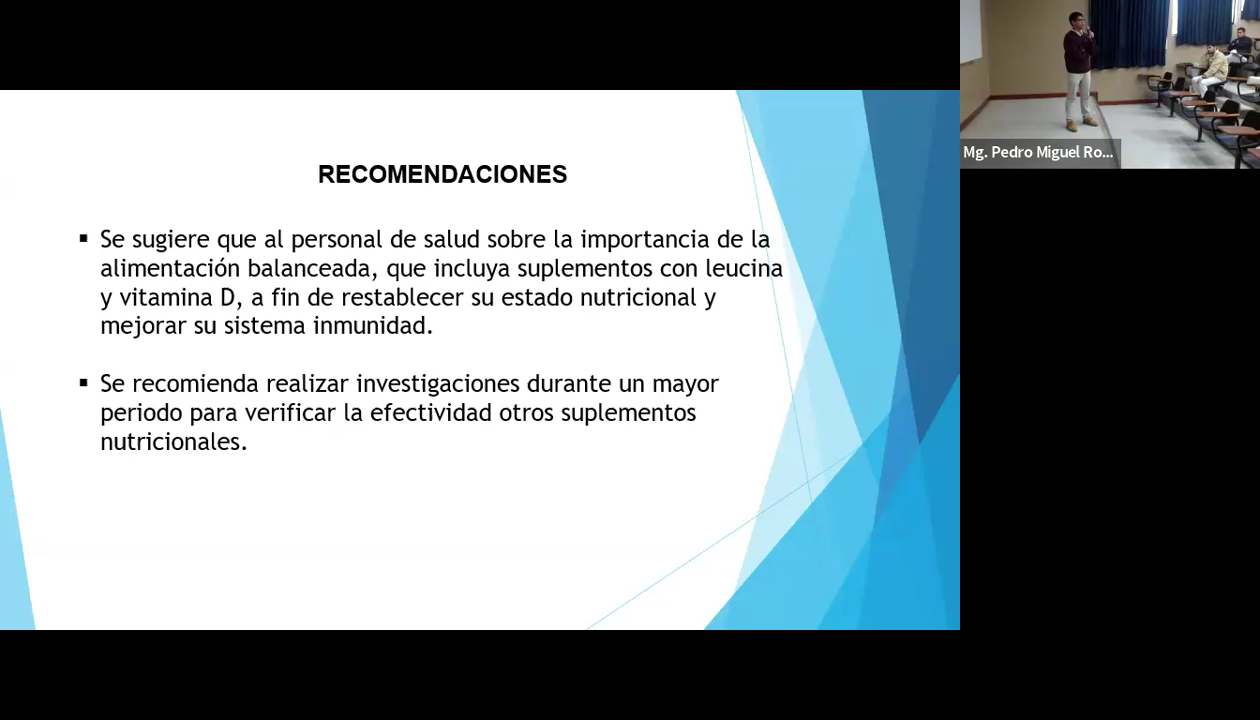 RECOMENDACIONES
▪ Se sugiere que al personal de salud sobre la importancia de la
alimentación balanceada, que incluya suplementos con leucina
y vitamina D, a fin de restablecer su estado nutricional y
mejorar su sistema inmunidad.
▪ Se recomienda realizar investigaciones durante un mayor
periodo para verificar la efectividad otros suplementos
nutricionales.
Mg. Pedro Miguel Ro...